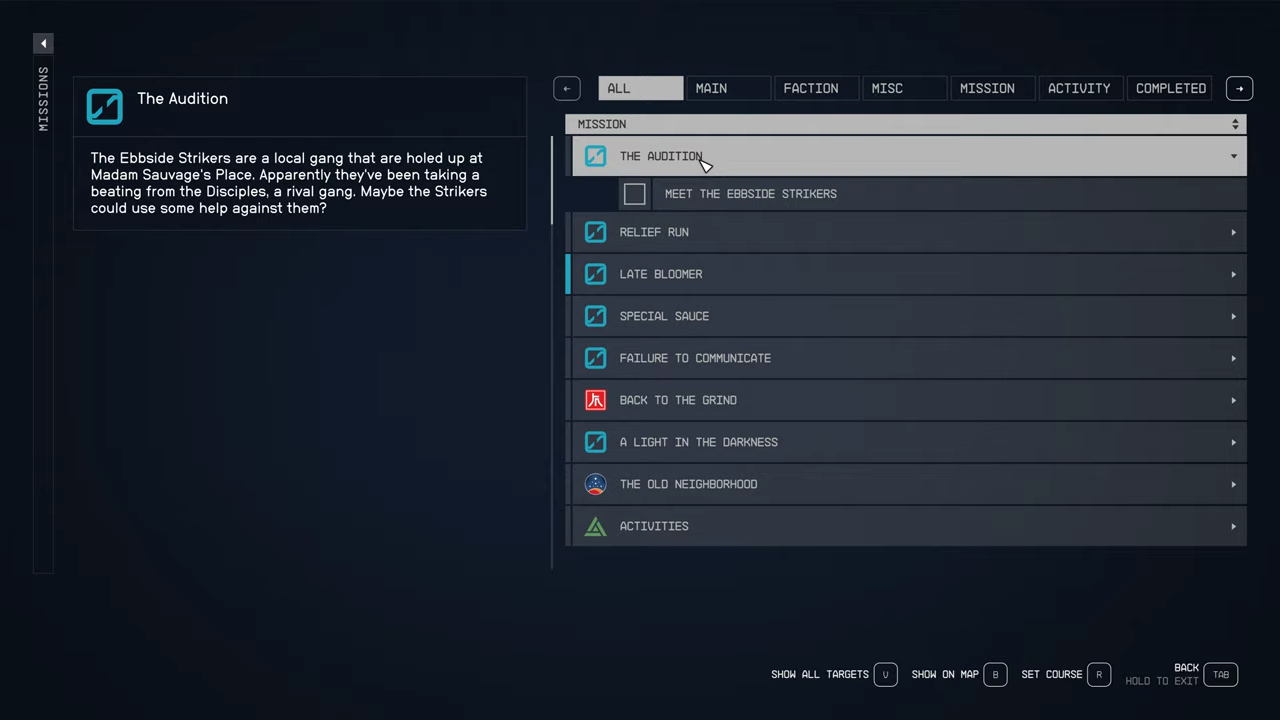 MISSIONS
The Audition
The Ebbside Strikers are a local gang that are holed up at
Madam Sauvage's Place. Apparently they've been taking a
beating from the Disciples, a rival gang. Maybe the Strikers
could use some help against them?
ALL
MAIN
FACTION
MISC
MISSION
ACTIVITY
COMPLETED
MISSION
THE AUDITION
MEET THE EBBSIDE STRIKERS
RELIEF RUN
LATE BLOOMER
SPECIAL SAUCE
FAILURE TO COMMUNICATE
BACK TO THE GRIND
A LIGHT IN THE DARKNESS
THE OLD NEIGHBORHOOD
ACTIVITIES
SHOW ALL TARGETS V
SHOW ON MAP B
SET COURSE R
BACK
HOLD TO EXIT
TAB